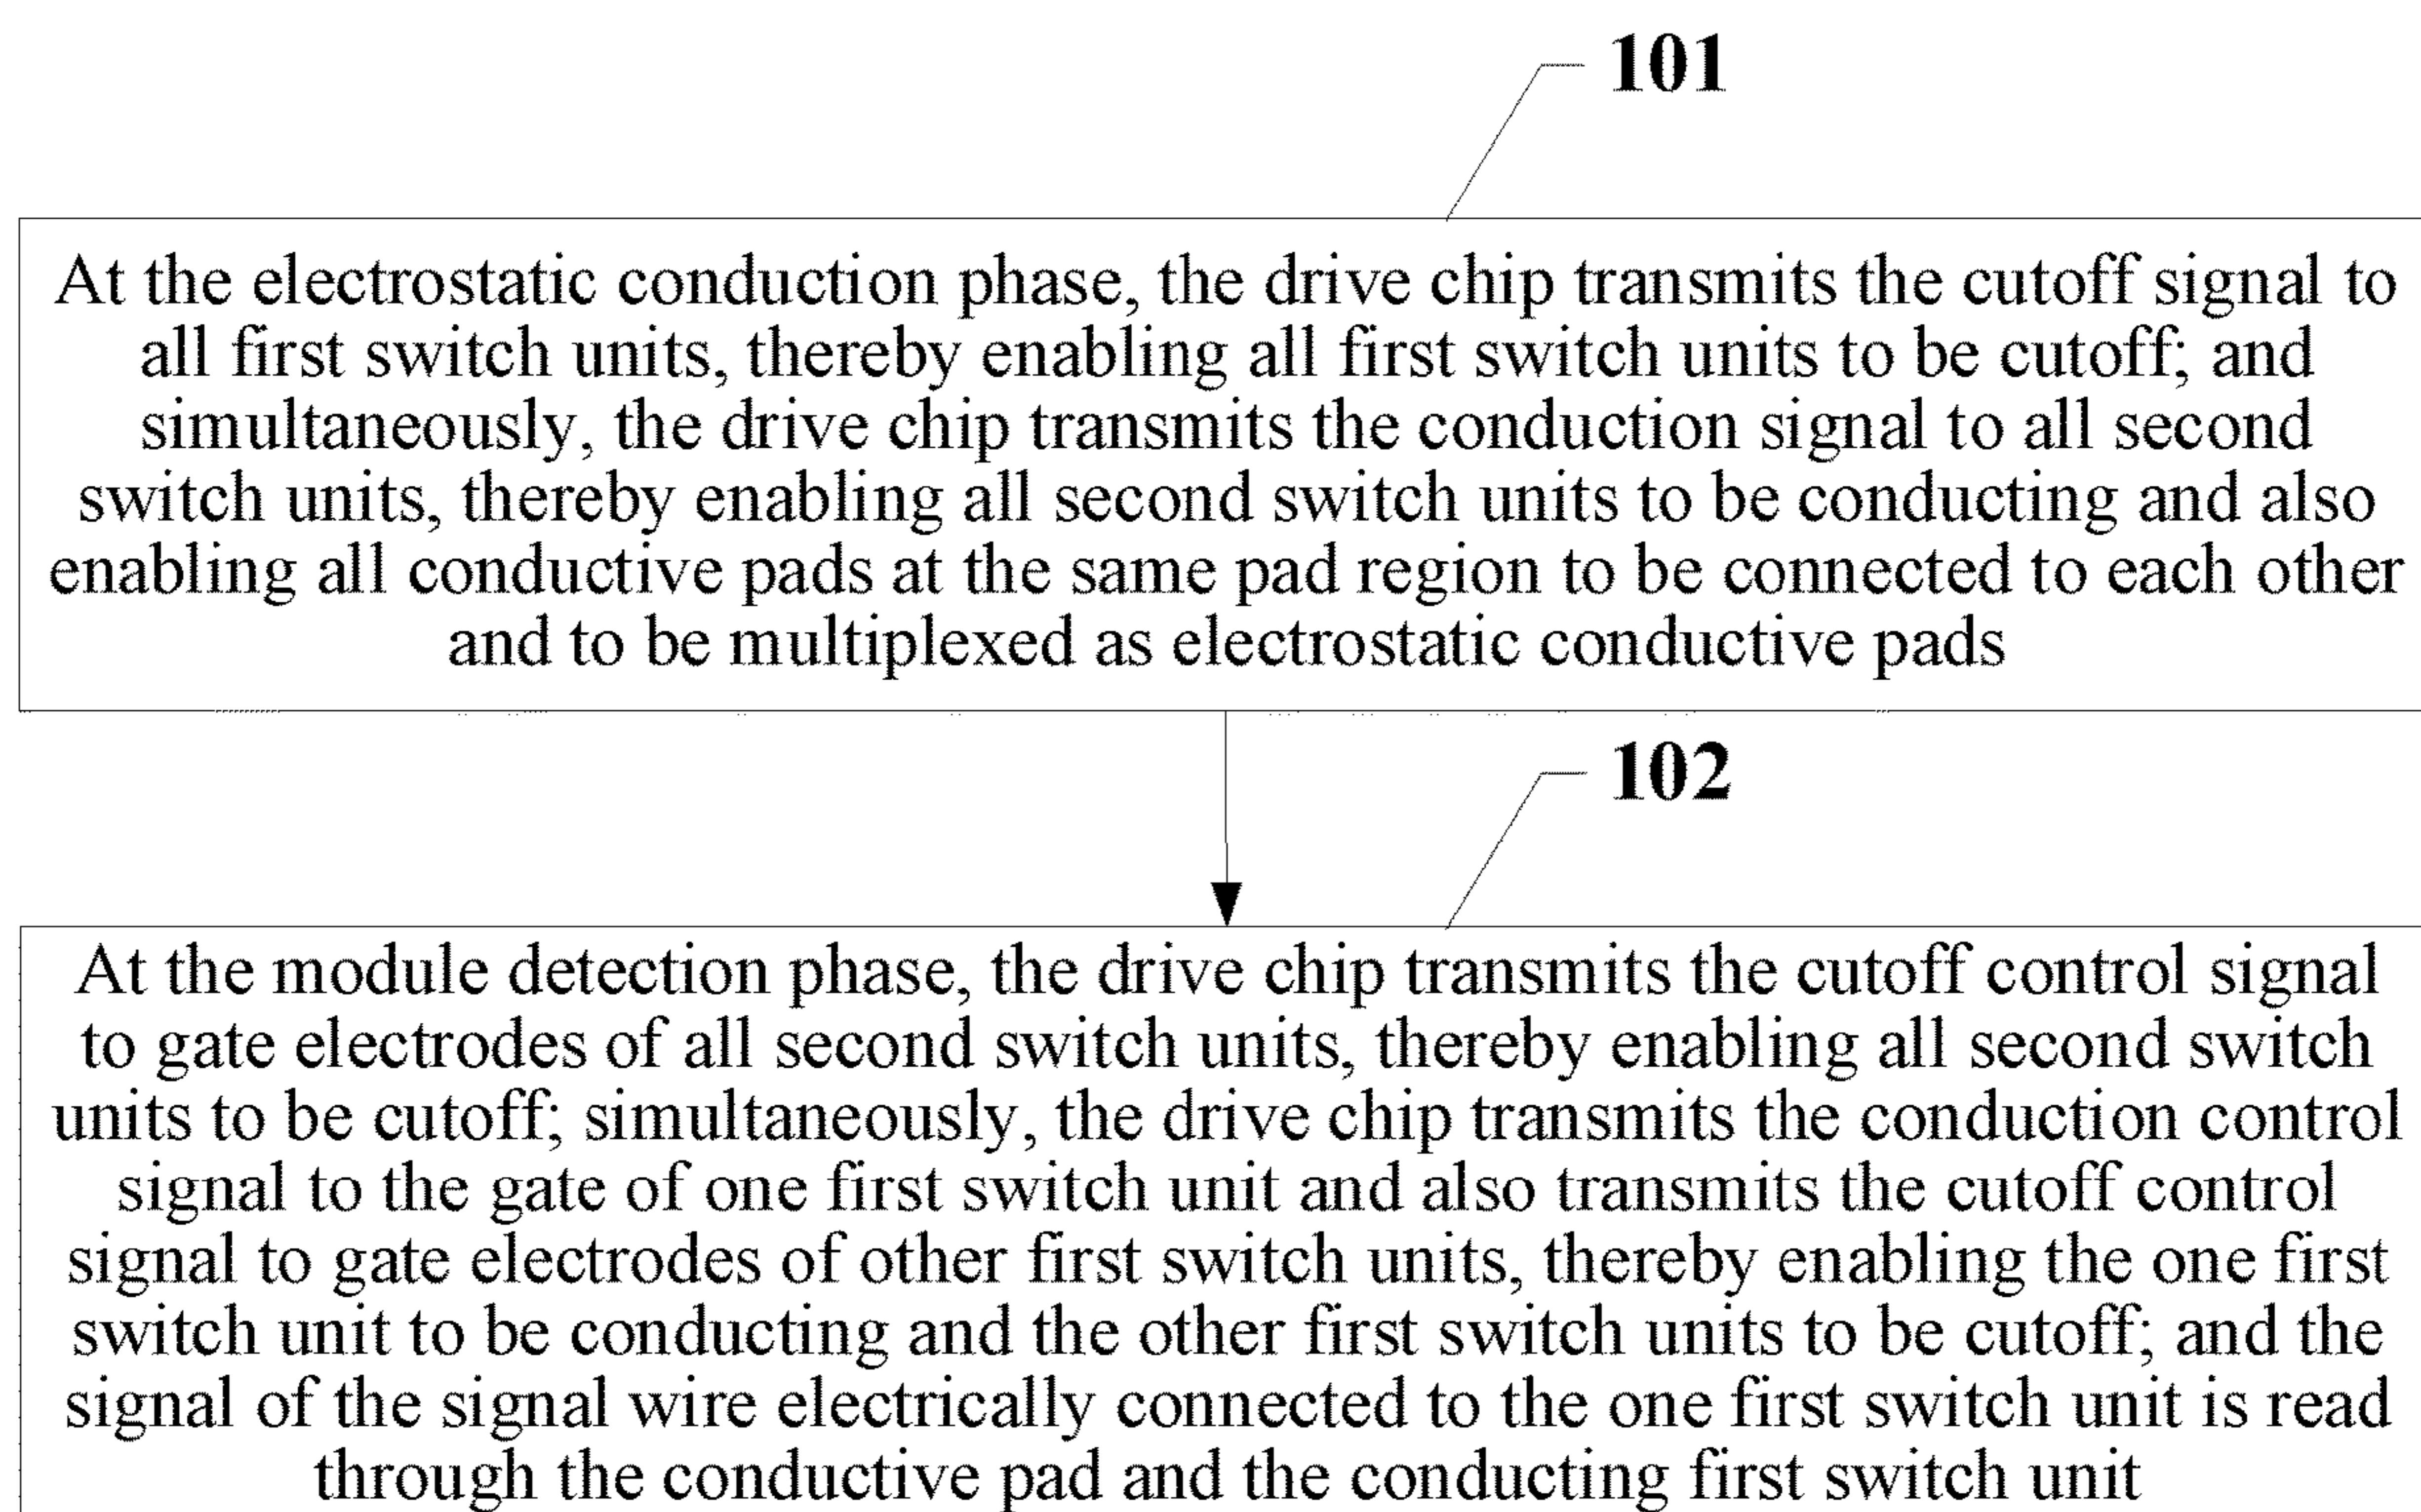 101
At the electrostatic conduction phase, the drive chip transmits the cutoff signal to
all first switch units, thereby enabling all first switch units to be cutoff; and
simultaneously, the drive chip transmits the conduction signal to all second
switch units, thereby enabling all second switch units to be conducting and also
enabling all conductive pads at the same pad region to be connected to each other
and to be multiplexed as electrostatic conductive pads
102
At the module detection phase, the drive chip transmits the cutoff control signal
to gate electrodes of all second switch units, thereby enabling all second switch
units to be cutoff; simultaneously, the drive chip transmits the conduction control
signal to the gate of one first switch unit and also transmits the cutoff control
signal to gate electrodes of other first switch units, thereby enabling the one first
switch unit to be conducting and the other first switch units to be cutoff; and the
signal of the signal wire electrically connected to the one first switch unit is read
through the conductive pad and the conducting first switch unit